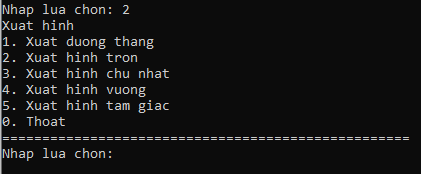 Nhap lua chon: 2
Xuat hinh
1. Xuat duong thang
2. Xuat hinh tron
3. Xuat hinh chu nhat
4. Xuat hinh vuong
5. Xuat hinh tam giac
0. Thoat
===================================================
Nhap lua chon: